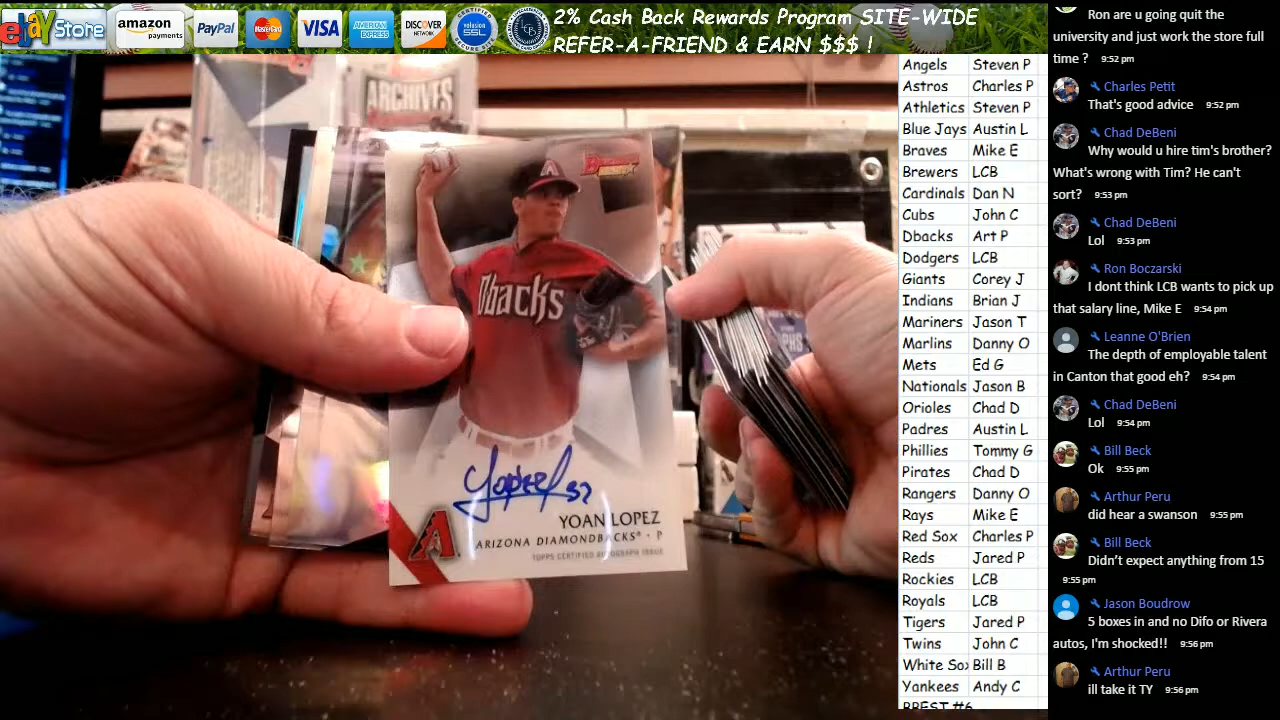 ebay Store
amazon payments
PayPal
MasterCard
VISA
AMERICAN EXPRESS
DISCOVER NETWORK
2% Cash Back Rewards Program SITE-WIDE
REFER-A-FRIEND & EARN $$$ !
ARCHIVES
Dbacks
YOAN LOPEZ
ARIZONA DIAMONDBACKS · P
TOPPS CERTIFIED AUTOGRAPH ISSUE
Angels Steven P
Astros Charles P
Athletics Steven P
Blue Jays Austin L
Braves Mike E
Brewers LCB
Cardinals Dan N
Cubs John C
Dbacks Art P
Dodgers LCB
Giants Corey J
Indians Brian J
Mariners Jason T
Marlins Danny O
Mets Ed G
Nationals Jason B
Orioles Chad D
Padres Austin L
Phillies Tommy G
Pirates Chad D
Rangers Danny O
Rays Mike E
Red Sox Charles P
Reds Jared P
Rockies LCB
Royals LCB
Tigers Jared P
Twins John C
White Sox Bill B
Yankees Andy C
BBEST #6
Ron are u going quit the
university and just work the store full
time ? 9:52 pm
Charles Petit
That's good advice 9:52 pm
Chad DeBeni
Why would u hire tim's brother?
What's wrong with Tim? He can't
sort? 9:53 pm
Chad DeBeni
Lol 9:53 pm
Ron Boczarski
I dont think LCB wants to pick up
that salary line, Mike E 9:54 pm
Leanne O'Brien
The depth of employable talent
in Canton that good eh? 9:54 pm
Chad DeBeni
Lol 9:54 pm
Bill Beck
Ok 9:55 pm
Arthur Peru
did hear a swanson 9:55 pm
Bill Beck
Didn't expect anything from 15
9:55 pm
Jason Boudrow
5 boxes in and no Difo or Rivera
autos, I'm shocked!! 9:56 pm
Arthur Peru
ill take it TY 9:56 pm